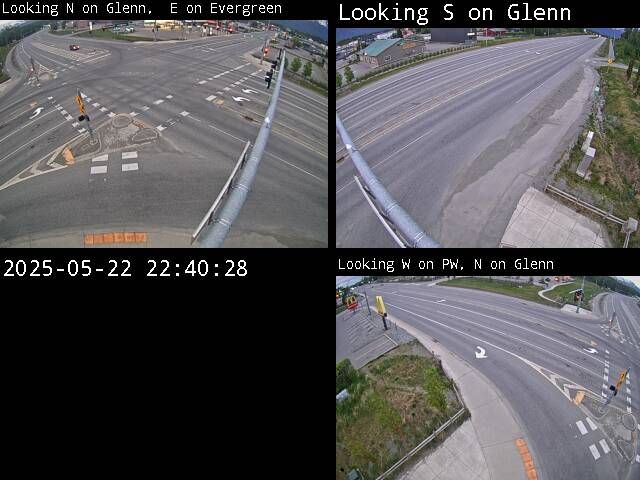 Looking N on Glenn,  E on Evergreen
Looking S on Glenn
2025-05-22 22:40:28
Looking W on PW, N on Glenn